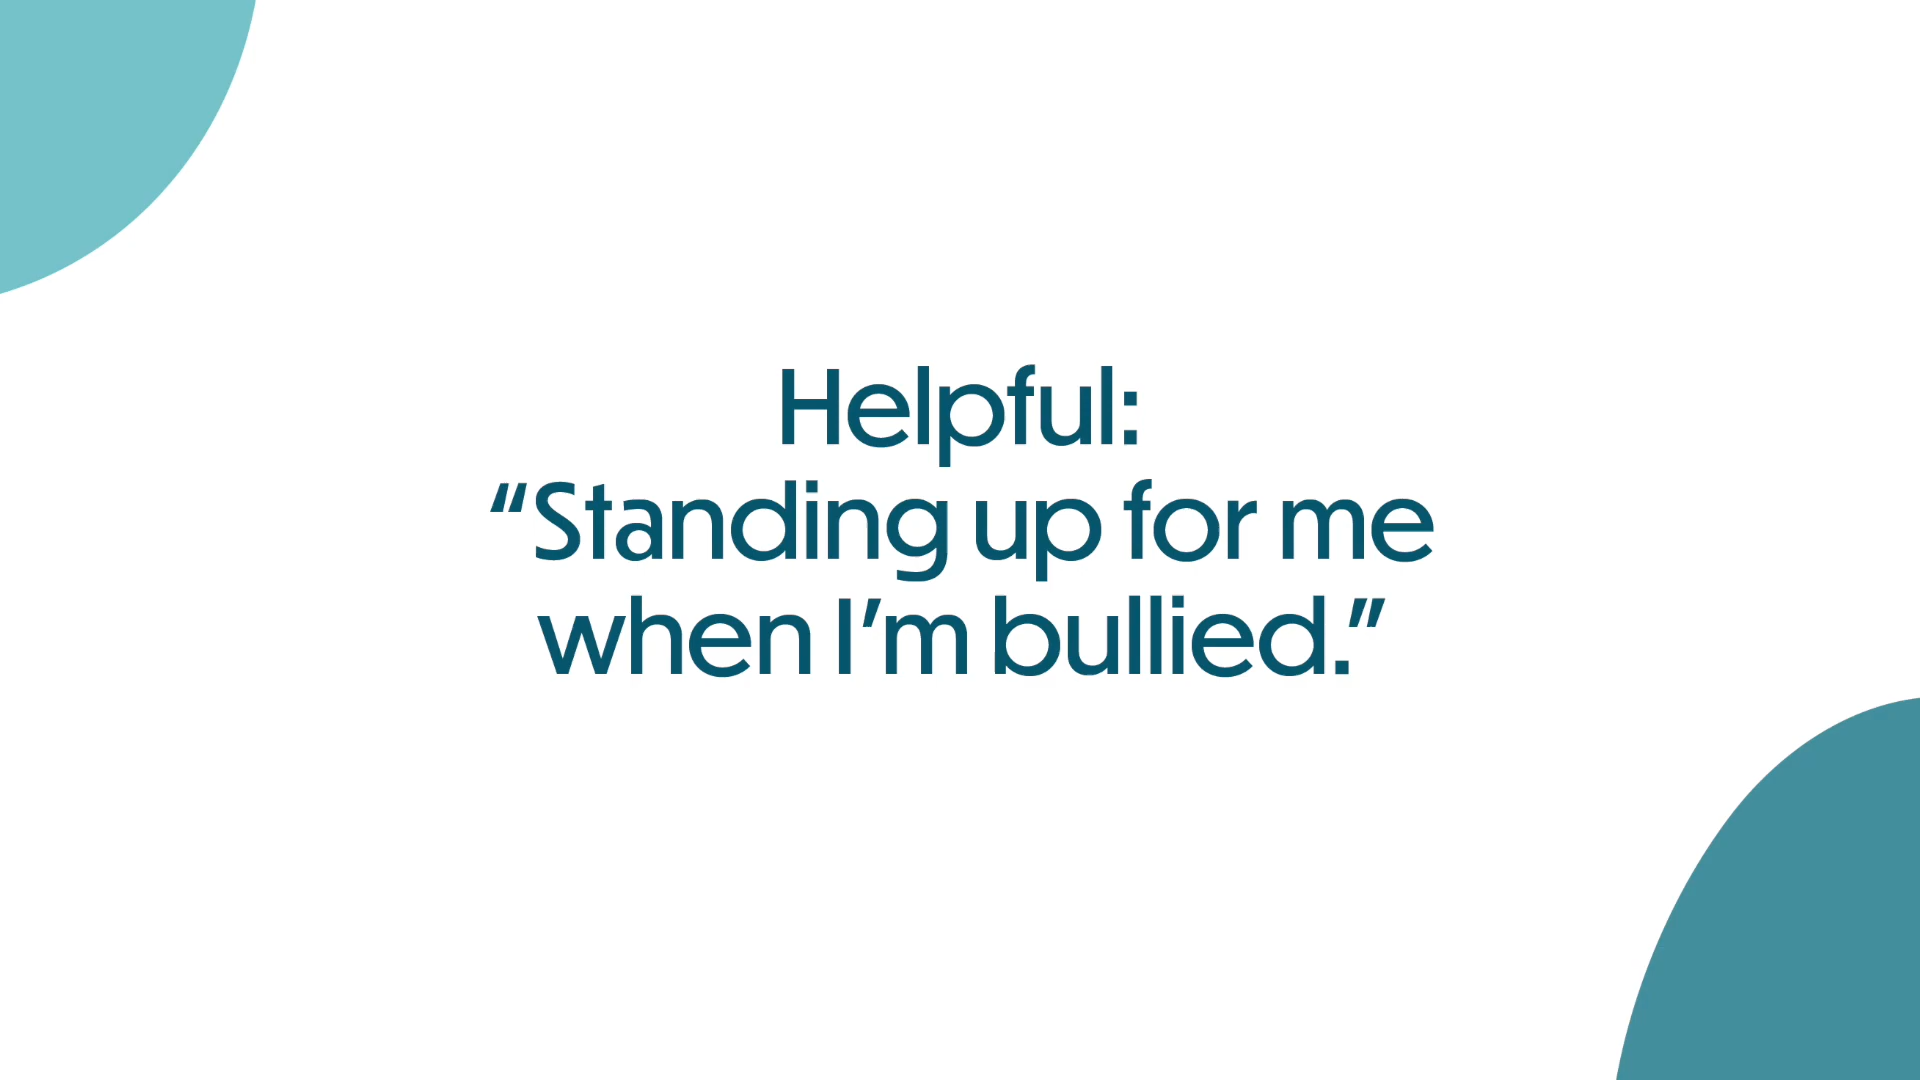 Helpful:
“Standing up for me
when I’m bullied.”